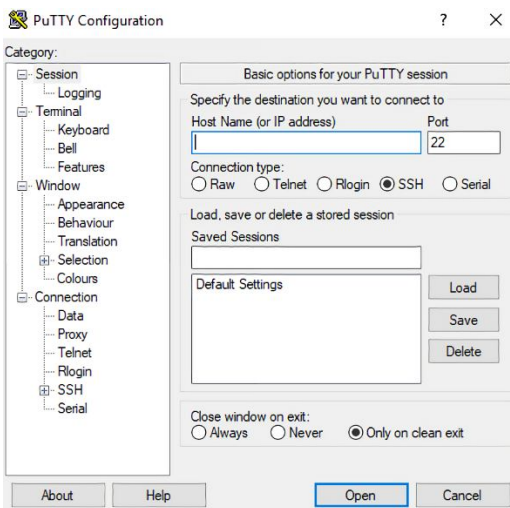 PuTTY Configuration ? X
Category:
Session
Logging
Terminal
Keyboard
Bell
Features
Window
Appearance
Behaviour
Translation
Selection
Colours
Connection
Data
Proxy
Telnet
Rlogin
SSH
Serial
Basic options for your PuTTY session
Specify the destination you want to connect to
Host Name (or IP address) Port
22
Connection type:
Raw Telnet Rlogin SSH Serial
Load, save or delete a stored session
Saved Sessions
Default Settings
Load
Save
Delete
Close window on exit:
Always Never Only on clean exit
About Help Open Cancel